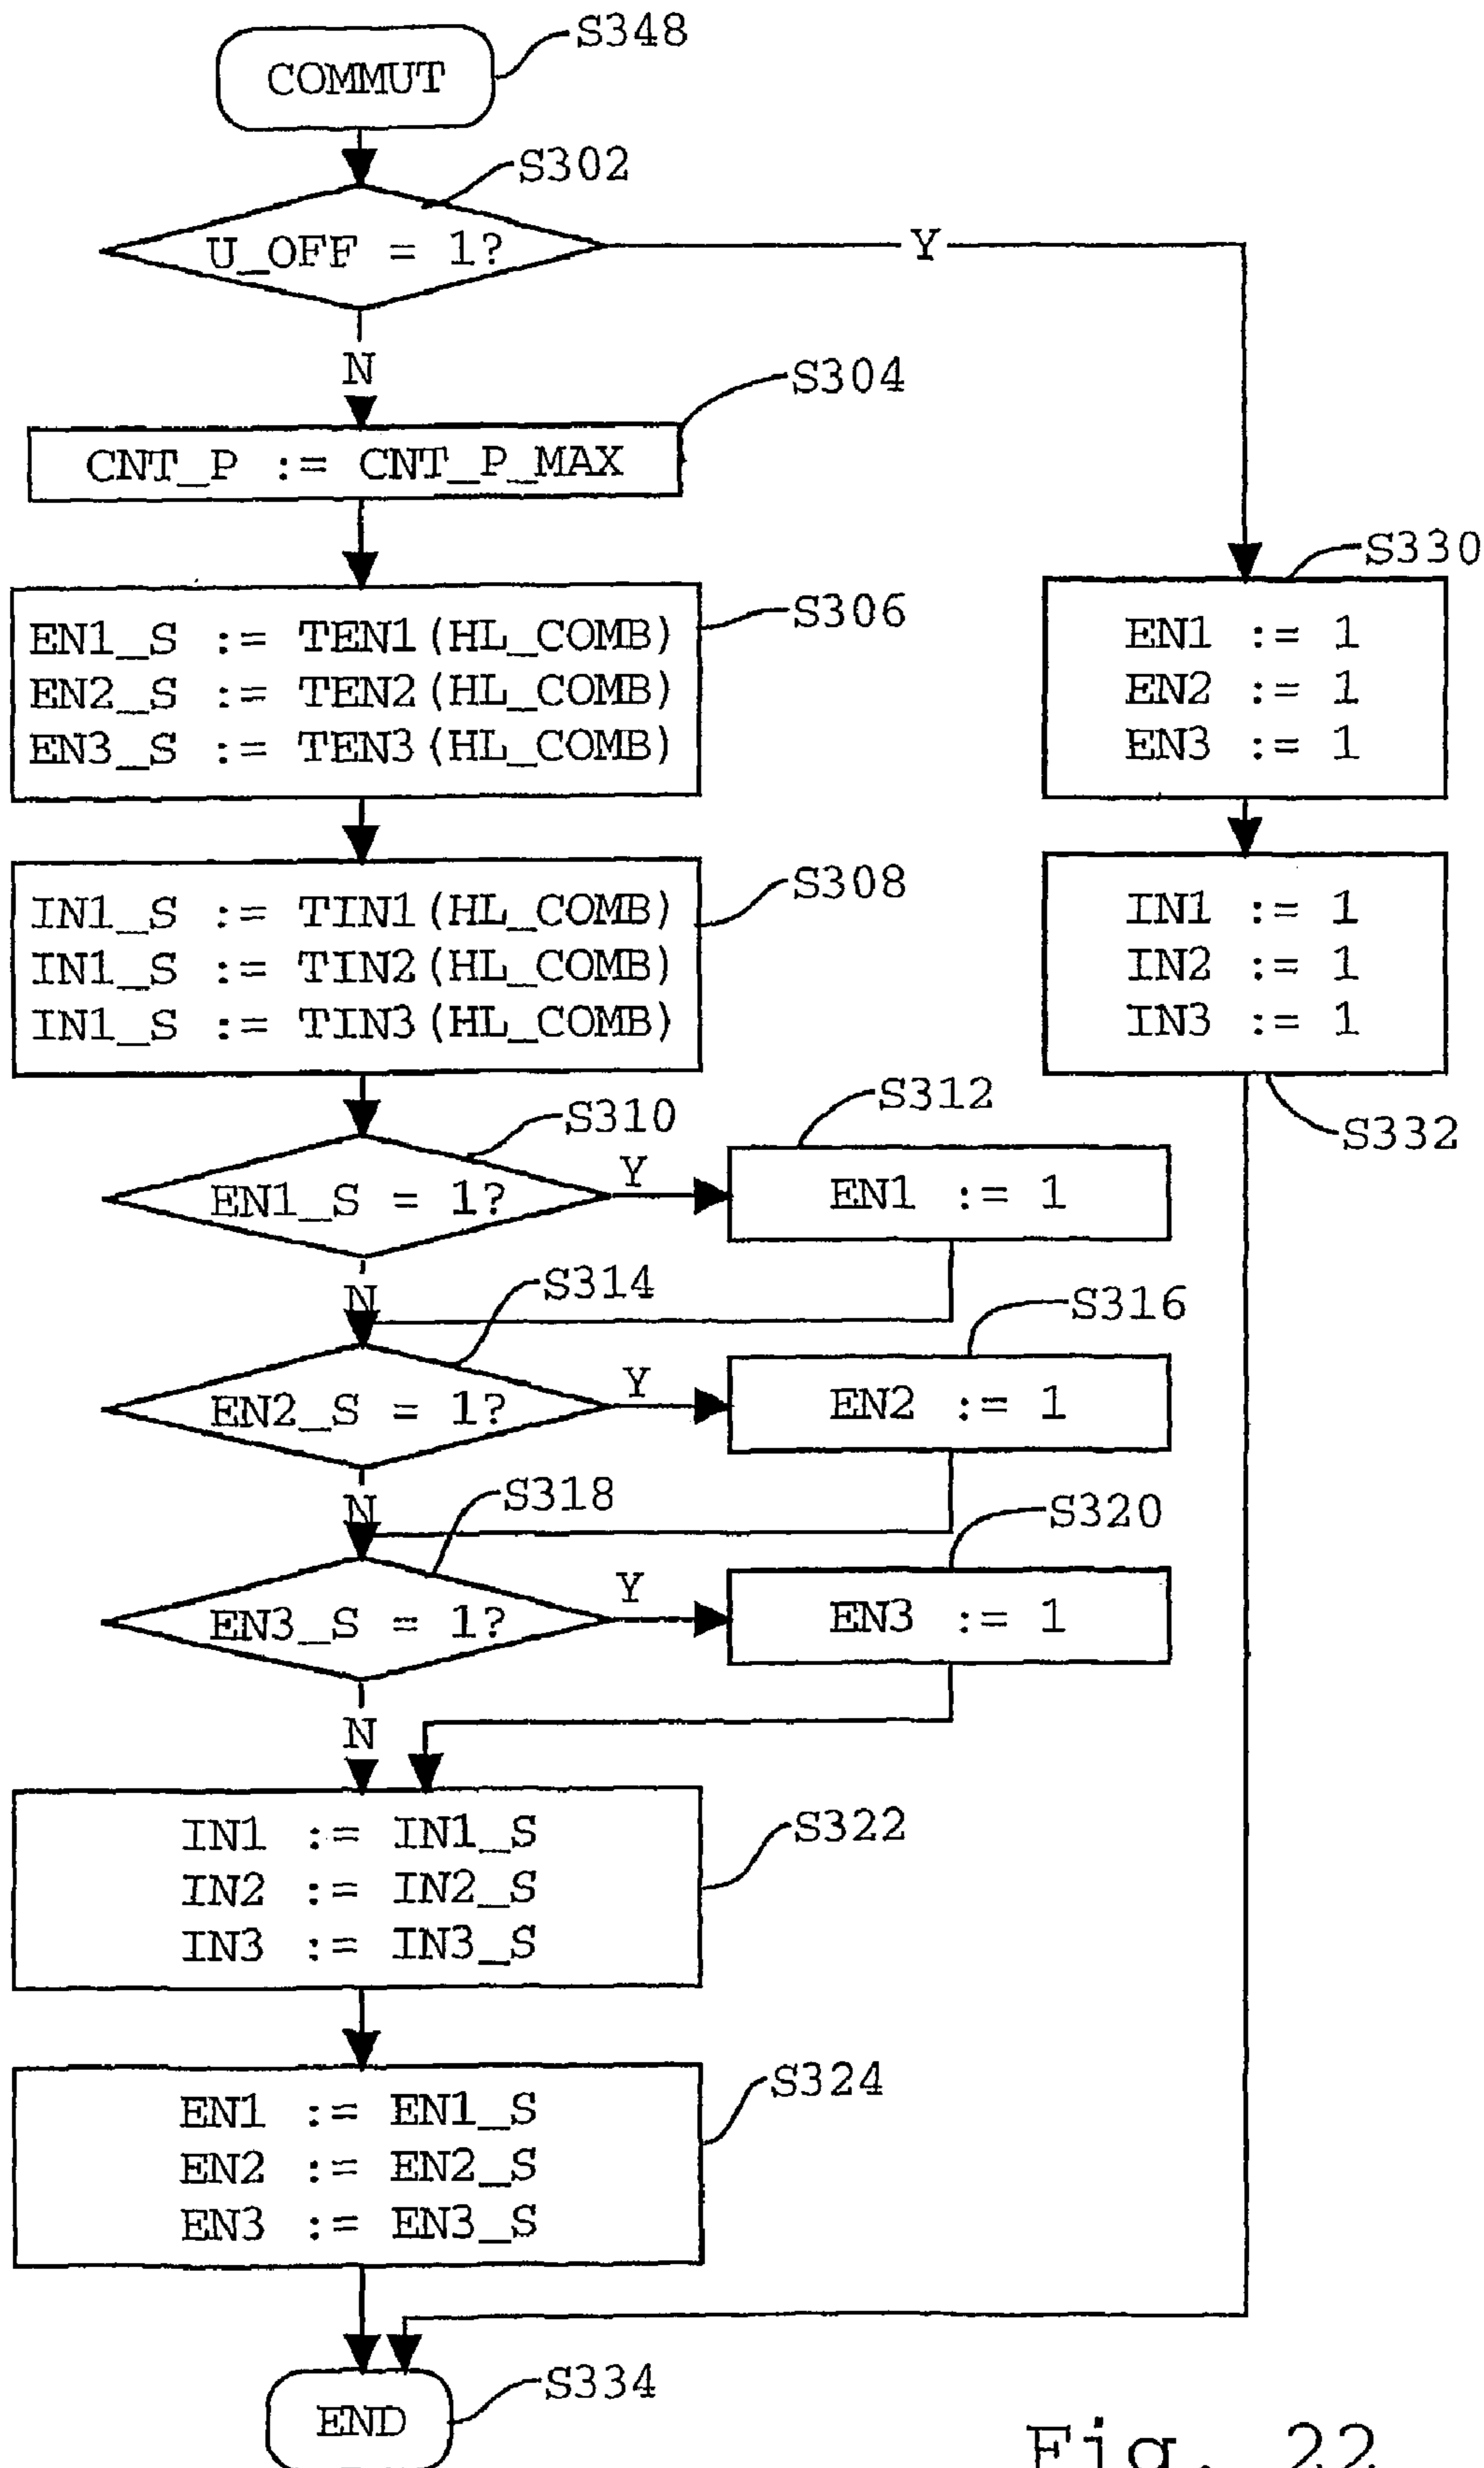 COMMUT
S348
S302
U_OFF = 1?
Y
N
S304
CNT_P := CNT_P_MAX
S306
EN1_S := TEN1(HL_COMB)
EN2_S := TEN2(HL_COMB)
EN3_S := TEN3(HL_COMB)
S330
EN1 := 1
EN2 := 1
EN3 := 1
S308
IN1_S := TIN1(HL_COMB)
IN1_S := TIN2(HL_COMB)
IN1_S := TIN3(HL_COMB)
IN1 := 1
IN2 := 1
IN3 := 1
S332
S310
EN1_S = 1?
Y
S312
EN1 := 1
N
S314
EN2_S = 1?
Y
S316
EN2 := 1
N
S318
EN3_S = 1?
Y
S320
EN3 := 1
N
IN1 := IN1_S
IN2 := IN2_S
IN3 := IN3_S
S322
EN1 := EN1_S
EN2 := EN2_S
EN3 := EN3_S
S324
END
S334
Fig. 22